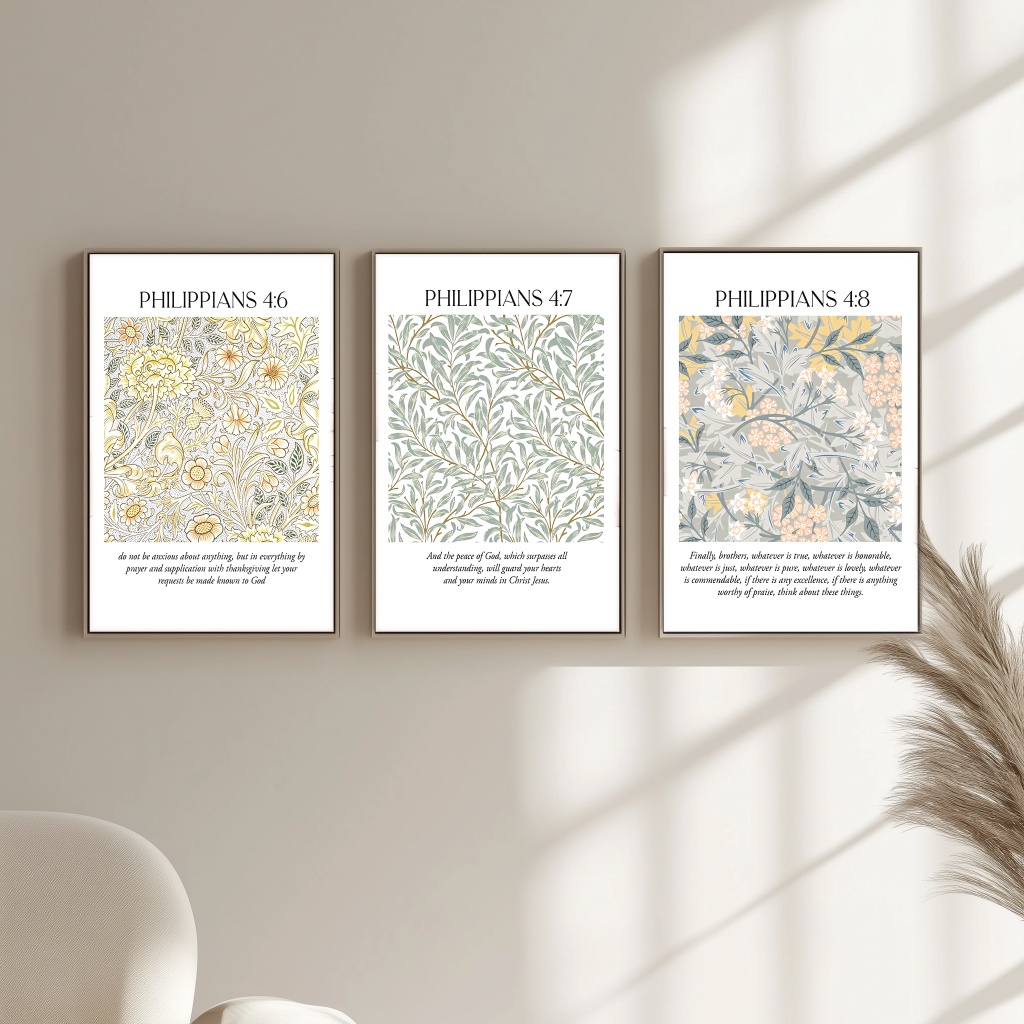 PHILIPPIANS 4:6
do not be anxious about anything, but in everything by
prayer and supplication with thanksgiving let your
requests be made known to God
PHILIPPIANS 4:7
And the peace of God, which surpasses all
understanding, will guard your hearts
and your minds in Christ Jesus.
PHILIPPIANS 4:8
Finally, brothers, whatever is true, whatever is honorable,
whatever is just, whatever is pure, whatever is lovely, whatever
is commendable, if there is any excellence, if there is anything
worthy of praise, think about these things.